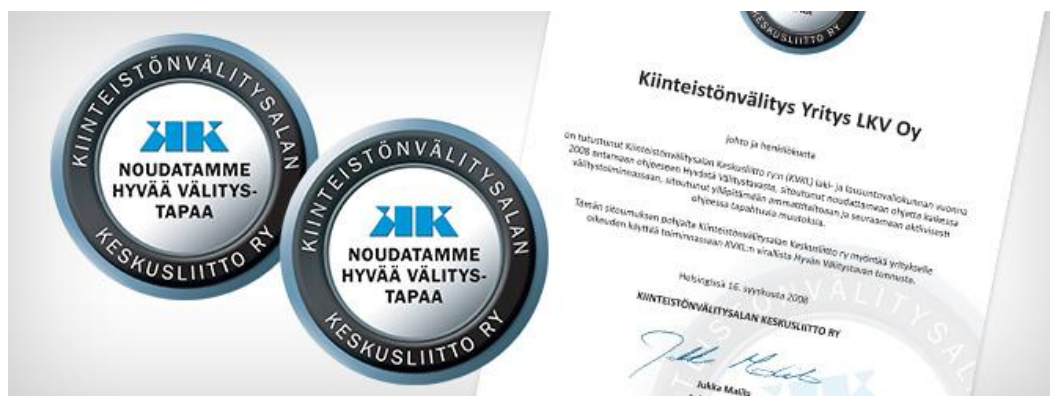 KIINTEISTÖNVÄLITYSALAN
NOUDATAMME
HYVÄÄ VÄLITYS-
TAPAA
KESKUSLIITTO RY
KIINTEISTÖNVÄLITYSALAN
NOUDATAMME
HYVÄÄ VÄLITYS-
TAPAA
KESKUSLIITTO RY
KESKUSLIITTO RY
Kiinteistönvälitys Yritys LKV Oy
johto ja henkilökunta
on tutustunut Kiinteistönvälitysalan Keskusliitto ry:n (KVKL) laki- ja lausuntovaliokunnan vuonna
2008 antamaan ohjeeseen Hyvästä Välitystavasta, sitoutunut noudattamaan ohjetta kaikessa
välitystoiminnassaan, sitoutunut ylläpitämään ammattitaitoaan ja seuraamaan aktiivisesti
ohjeessa tapahtuvia muutoksia.
Tämän sitoumuksen pohjalta Kiinteistönvälitysalan Keskusliitto ry myöntää yritykselle
oikeuden käyttää toiminnassaan KVKL:n virallista Hyvän Välitystavan tunnusta.
Helsingissä 16. syyskuuta 2008
KIINTEISTÖNVÄLITYSALAN KESKUSLIITTO RY
Jukka Malila